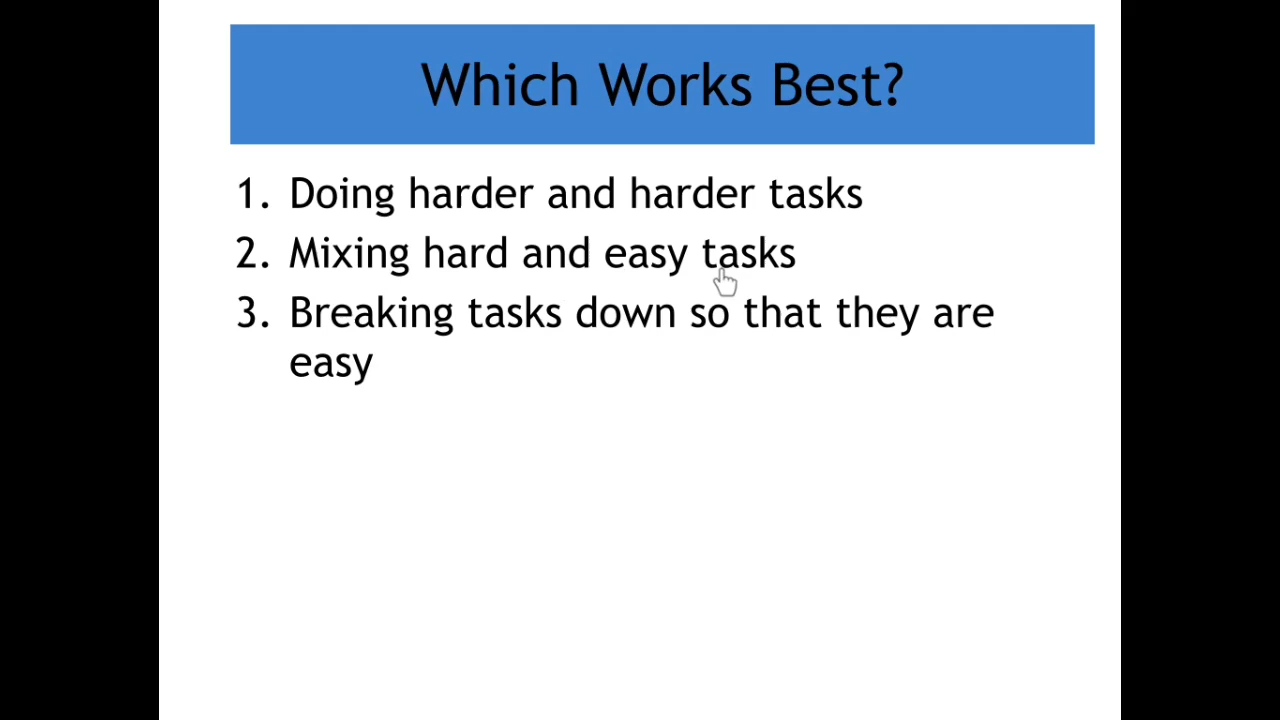 Which Works Best?
1. Doing harder and harder tasks
2. Mixing hard and easy tasks
3. Breaking tasks down so that they are
easy